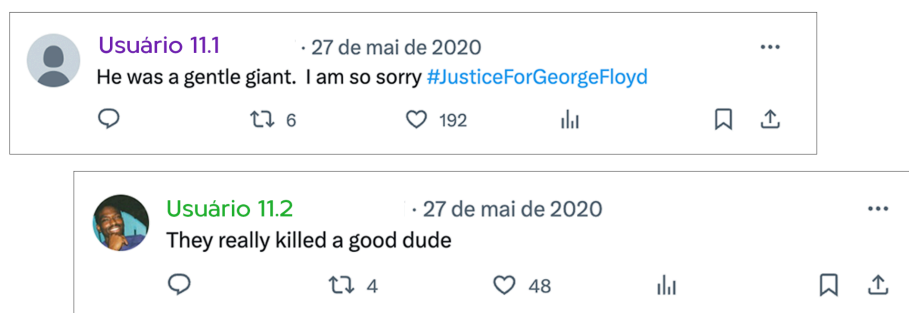 Usuário 11.1 · 27 de mai de 2020
He was a gentle giant. I am so sorry #JusticeForGeorgeFloyd
6 192
Usuário 11.2 · 27 de mai de 2020
They really killed a good dude
4 48